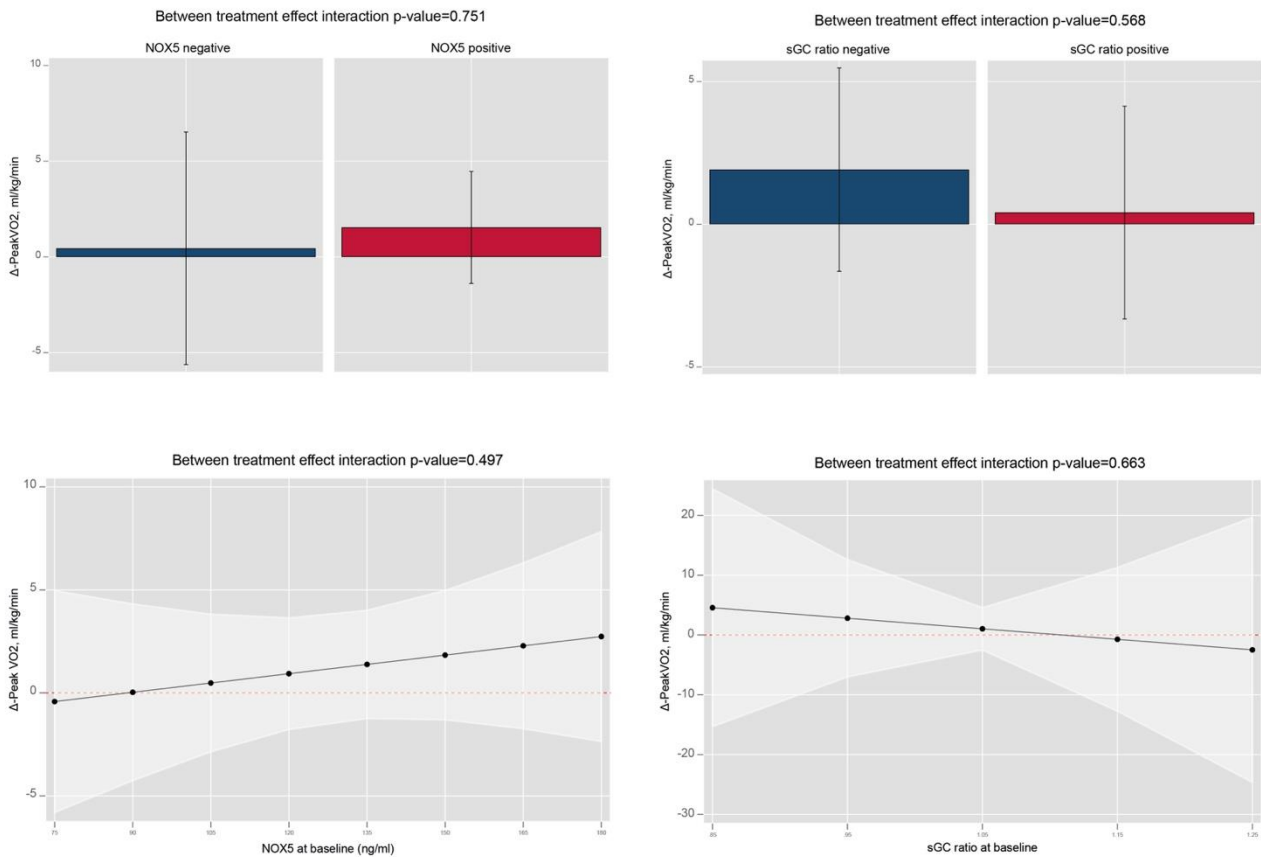 Between treatment effect interaction p-value=0.751
NOX5 negative
NOX5 positive
10
5
0
-5
Δ-PeakVO2, ml/kg/min
Between treatment effect interaction p-value=0.568
sGC ratio negative
sGC ratio positive
5
0
-5
Δ-PeakVO2, ml/kg/min
Between treatment effect interaction p-value=0.497
10
5
0
-5
Δ-Peak VO2, ml/kg/min
75 90 105 120 135 150 165 180
NOX5 at baseline (ng/ml)
Between treatment effect interaction p-value=0.663
20
10
0
-10
-20
-30
Δ-PeakVO2, ml/kg/min
.85 .95 1.05 1.15 1.25
sGC ratio at baseline